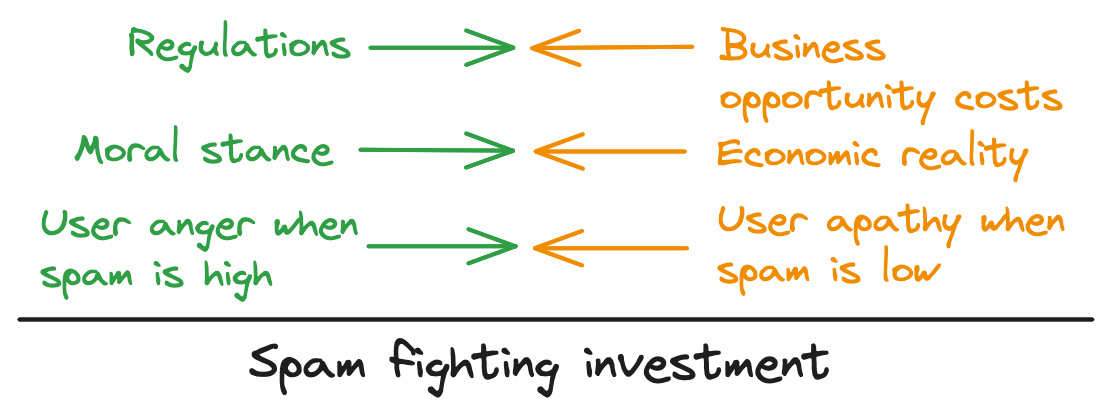 Regulations
Business
opportunity costs
Moral stance
Economic reality
User anger when
spam is high
User apathy when
spam is low
Spam fighting investment